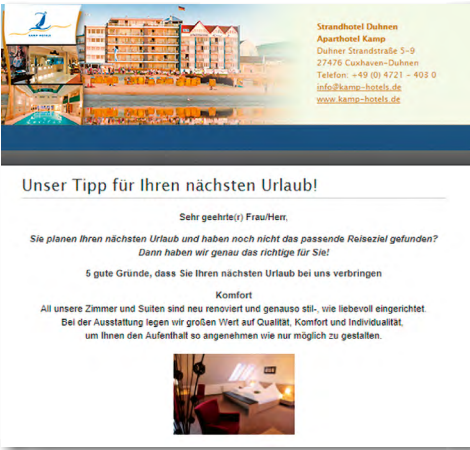 KAMP HOTELS
Strandhotel Duhnen
Aparthotel Kamp
Duhner Strandstraße 5-9
27476 Cuxhaven-Duhnen
Telefon: +49 (0) 4721 - 403 0
info@kamp-hotels.de
www.kamp-hotels.de
Unser Tipp für Ihren nächsten Urlaub!
Sehr geehrte(r) Frau/Herr,
Sie planen Ihren nächsten Urlaub und haben noch nicht das passende Reiseziel gefunden?
Dann haben wir genau das richtige für Sie!
5 gute Gründe, dass Sie Ihren nächsten Urlaub bei uns verbringen
Komfort
All unsere Zimmer und Suiten sind neu renoviert und genauso stil-, wie liebevoll eingerichtet.
Bei der Ausstattung legen wir großen Wert auf Qualität, Komfort und Individualität,
um Ihnen den Aufenthalt so angenehmen wie nur möglich zu gestalten.